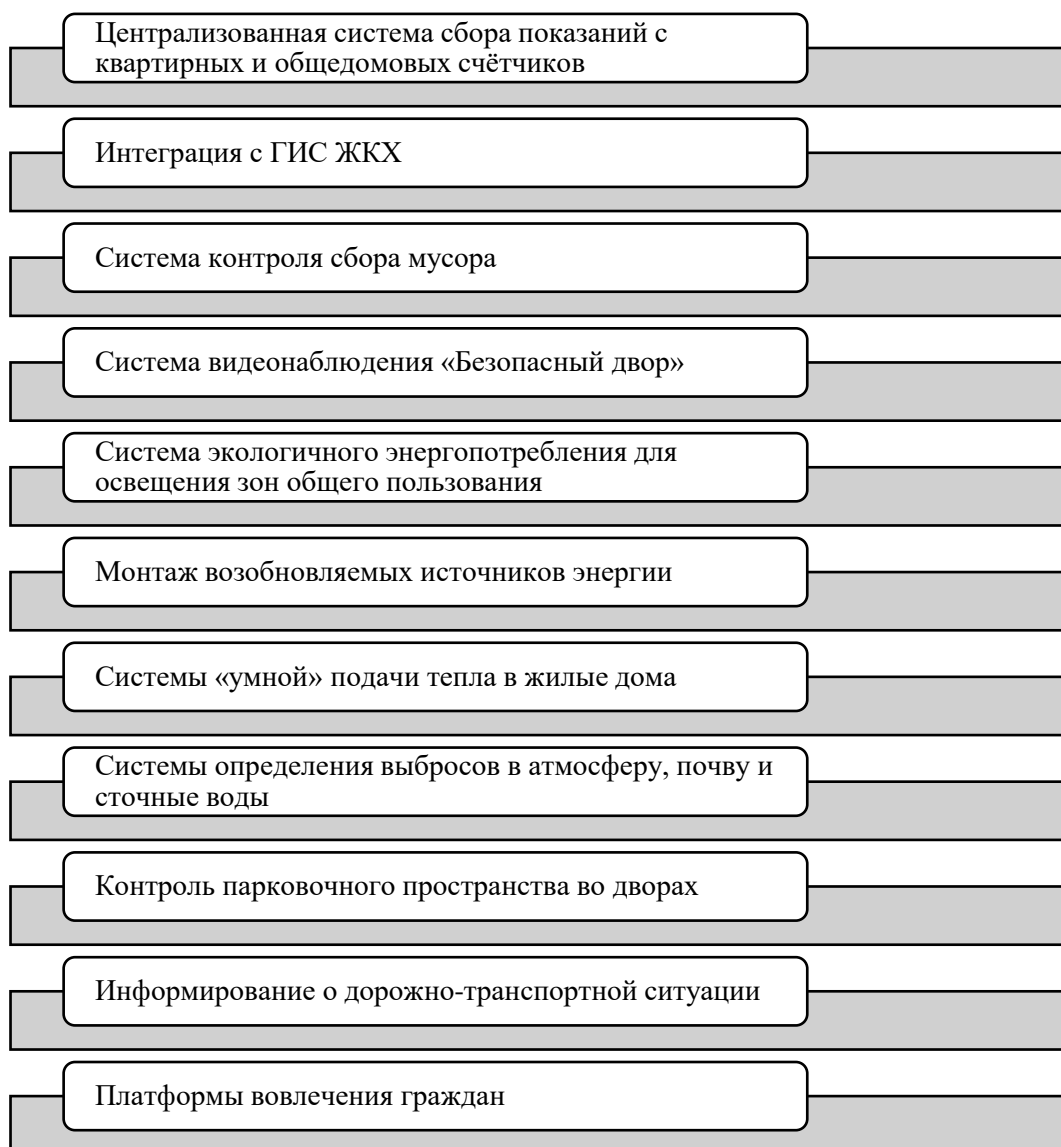 Централизованная система сбора показаний с
квартирных и общедомовых счётчиков
Интеграция с ГИС ЖКХ
Система контроля сбора мусора
Система видеонаблюдения «Безопасный двор»
Система экологичного энергопотребления для
освещения зон общего пользования
Монтаж возобновляемых источников энергии
Системы «умной» подачи тепла в жилые дома
Системы определения выбросов в атмосферу, почву и
сточные воды
Контроль парковочного пространства во дворах
Информирование о дорожно-транспортной ситуации
Платформы вовлечения граждан